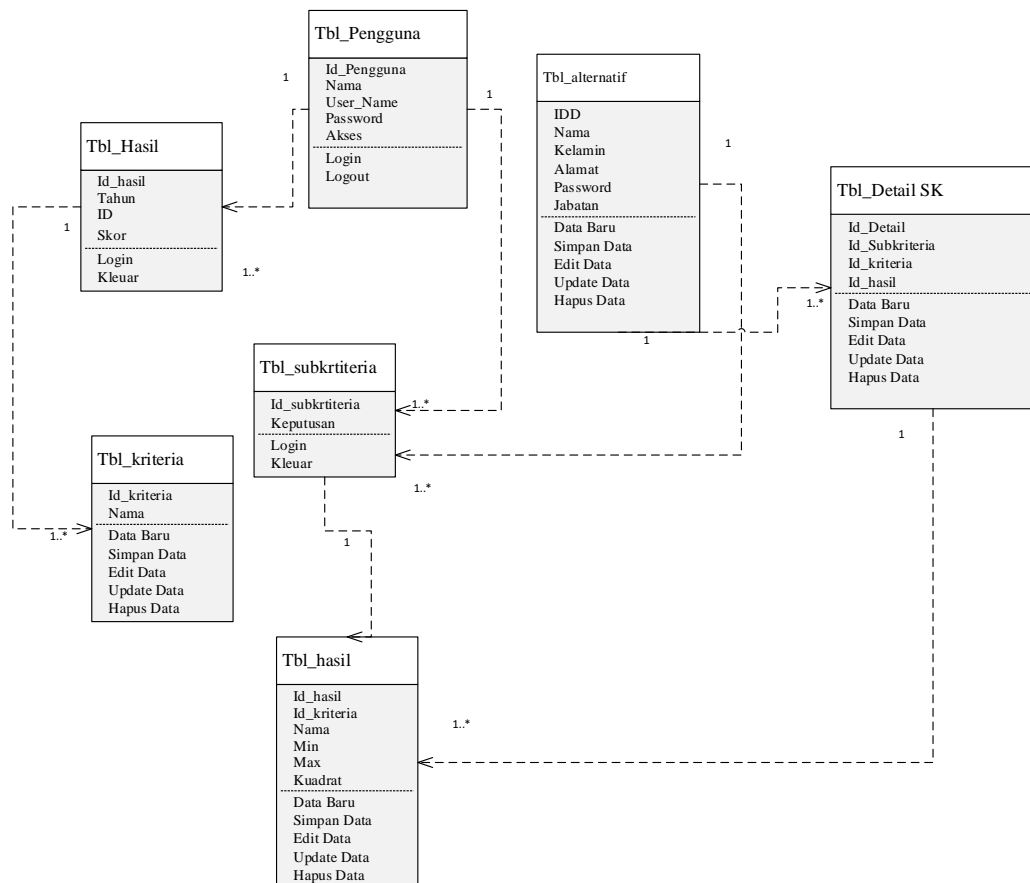 Tbl_Pengguna
Id_Pengguna
Nama
User_Name
Password
Akses
Login
Logout
1
1
Tbl_alternatif
IDD
Nama
Kelamin
Alamat
Password
Jabatan
Data Baru
Simpan Data
Edit Data
Update Data
Hapus Data
1
1
Tbl_Hasil
Id_hasil
Tahun
ID
Skor
Login
Kleuar
1
1..*
Tbl_Detail SK
Id_Detail
Id_Subkriteria
Id_kriteria
Id_hasil
Data Baru
Simpan Data
Edit Data
Update Data
Hapus Data
1..*
1
Tbl_subkrtiteria
Id_subkrtiteria
Keputusan
Login
Kleuar
1..*
1..*
1
Tbl_kriteria
Id_kriteria
Nama
Data Baru
Simpan Data
Edit Data
Update Data
Hapus Data
1..*
Tbl_hasil
Id_hasil
Id_kriteria
Nama
Min
Max
Kuadrat
Data Baru
Simpan Data
Edit Data
Update Data
Hapus Data
1..*